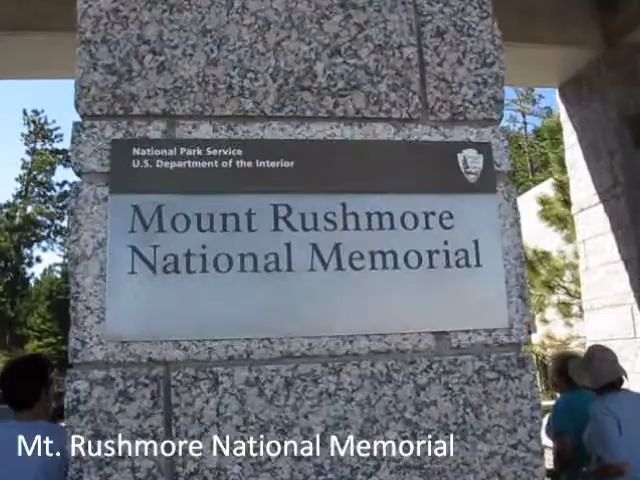 National Park Service
U.S. Department of the Interior
Mount Rushmore
National Memorial
Mt. Rushmore National Memorial